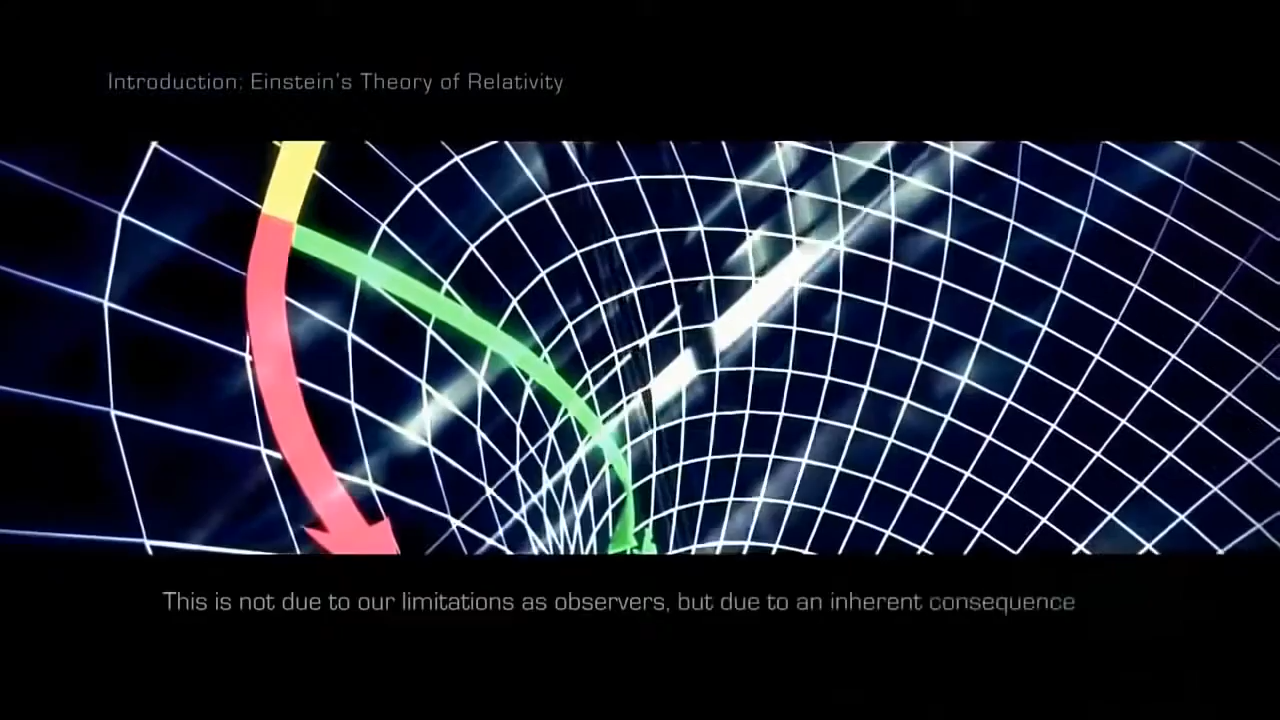 Introduction: Einstein's Theory of Relativity
This is not due to our limitations as observers, but due to an inherent consequence